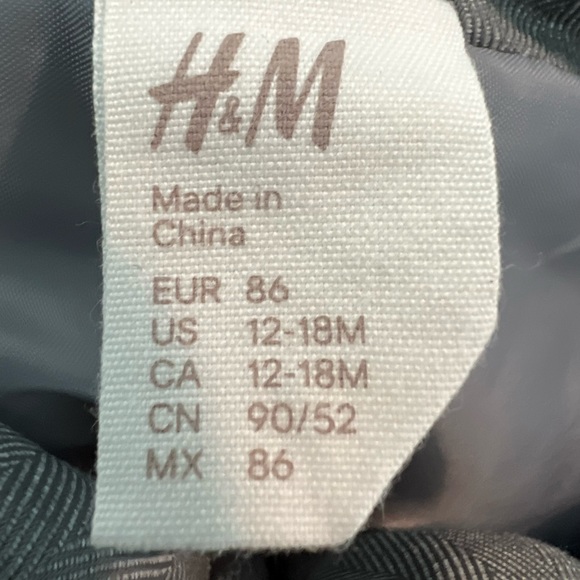 H&M
Made in
China
EUR 86
US 12-18M
CA 12-18M
CN 90/52
MX 86